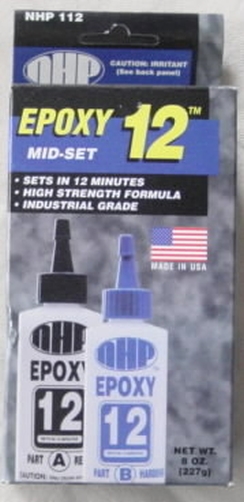 NHP 112
NHP
CAUTION: IRRITANT
(See back panel)
EPOXY 12™
MID-SET
• SETS IN 12 MINUTES
• HIGH STRENGTH FORMULA
• INDUSTRIAL GRADE
MADE IN USA
NHP
EPOXY
12
PART A RE
CAUTION:
NHP
EPOXY
12
PART B HARDENER
NET WT.
8 OZ.
(227g)